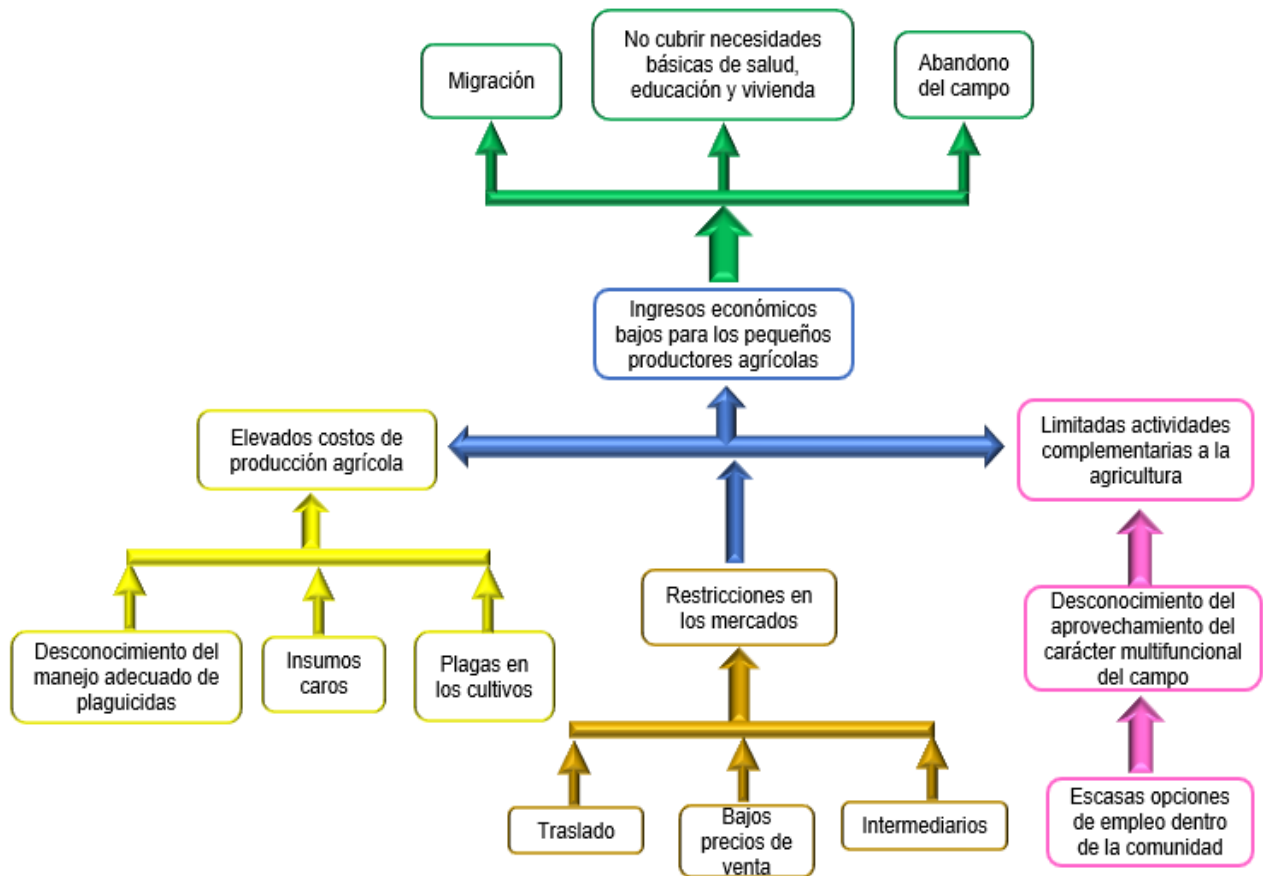 Migración
No cubrir necesidades
básicas de salud,
educación y vivienda
Abandono
del campo
Ingresos económicos
bajos para los pequeños
productores agrícolas
Elevados costos de
producción agrícola
Limitadas actividades
complementarias a la
agricultura
Desconocimiento del
manejo adecuado de
plaguicidas
Insumos
caros
Plagas en
los cultivos
Restricciones en
los mercados
Desconocimiento del
aprovechamiento del
carácter multifuncional
del campo
Traslado
Bajos
precios de
venta
Intermediarios
Escasas opciones
de empleo dentro
de la comunidad